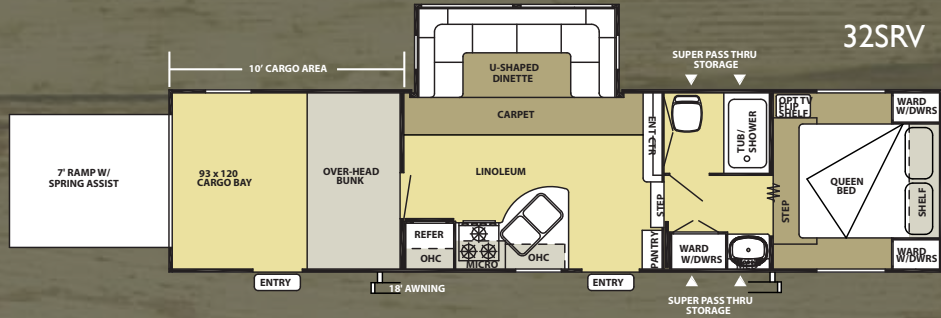 32SRV
SUPER PASS THRU
STORAGE
10' CARGO AREA
U-SHAPED
DINETTE
CARPET
ENT CTR
TUB/
SHOWER
OPT TV
FLIP
SHELF
WARD
W/DWRS
7' RAMP W/
SPRING ASSIST
93 x 120
CARGO BAY
OVER-HEAD
BUNK
LINOLEUM
STEP
STEP
QUEEN
BED
SHELF
REFER
OHC
MICRO
OHC
PANTRY
WARD
W/DWRS
WARD
W/DWRS
ENTRY
18' AWNING
ENTRY
SUPER PASS THRU
STORAGE